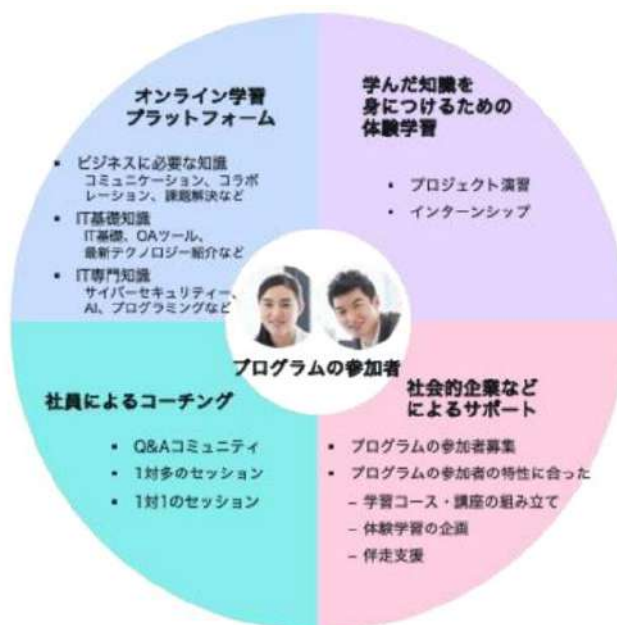 オンライン学習
プラットフォーム
▪ ビジネスに必要な知識
コミュニケーション、コラボ
レーション、課題解決など
▪ IT基礎知識
IT基礎、OAツール、
最新テクノロジー紹介など
▪ IT専門知識
サイバーセキュリティー、
AI、プログラミングなど
学んだ知識を
身につけるための
体験学習
▪ プロジェクト演習
▪ インターンシップ
プログラムの参加者
社員によるコーチング
▪ Q&Aコミュニティ
▪ 1対多のセッション
▪ 1対1のセッション
社会的企業など
によるサポート
▪ プログラムの参加者募集
▪ プログラムの参加者の特性に合った
– 学習コース・講座の組み立て
– 体験学習の企画
– 伴走支援